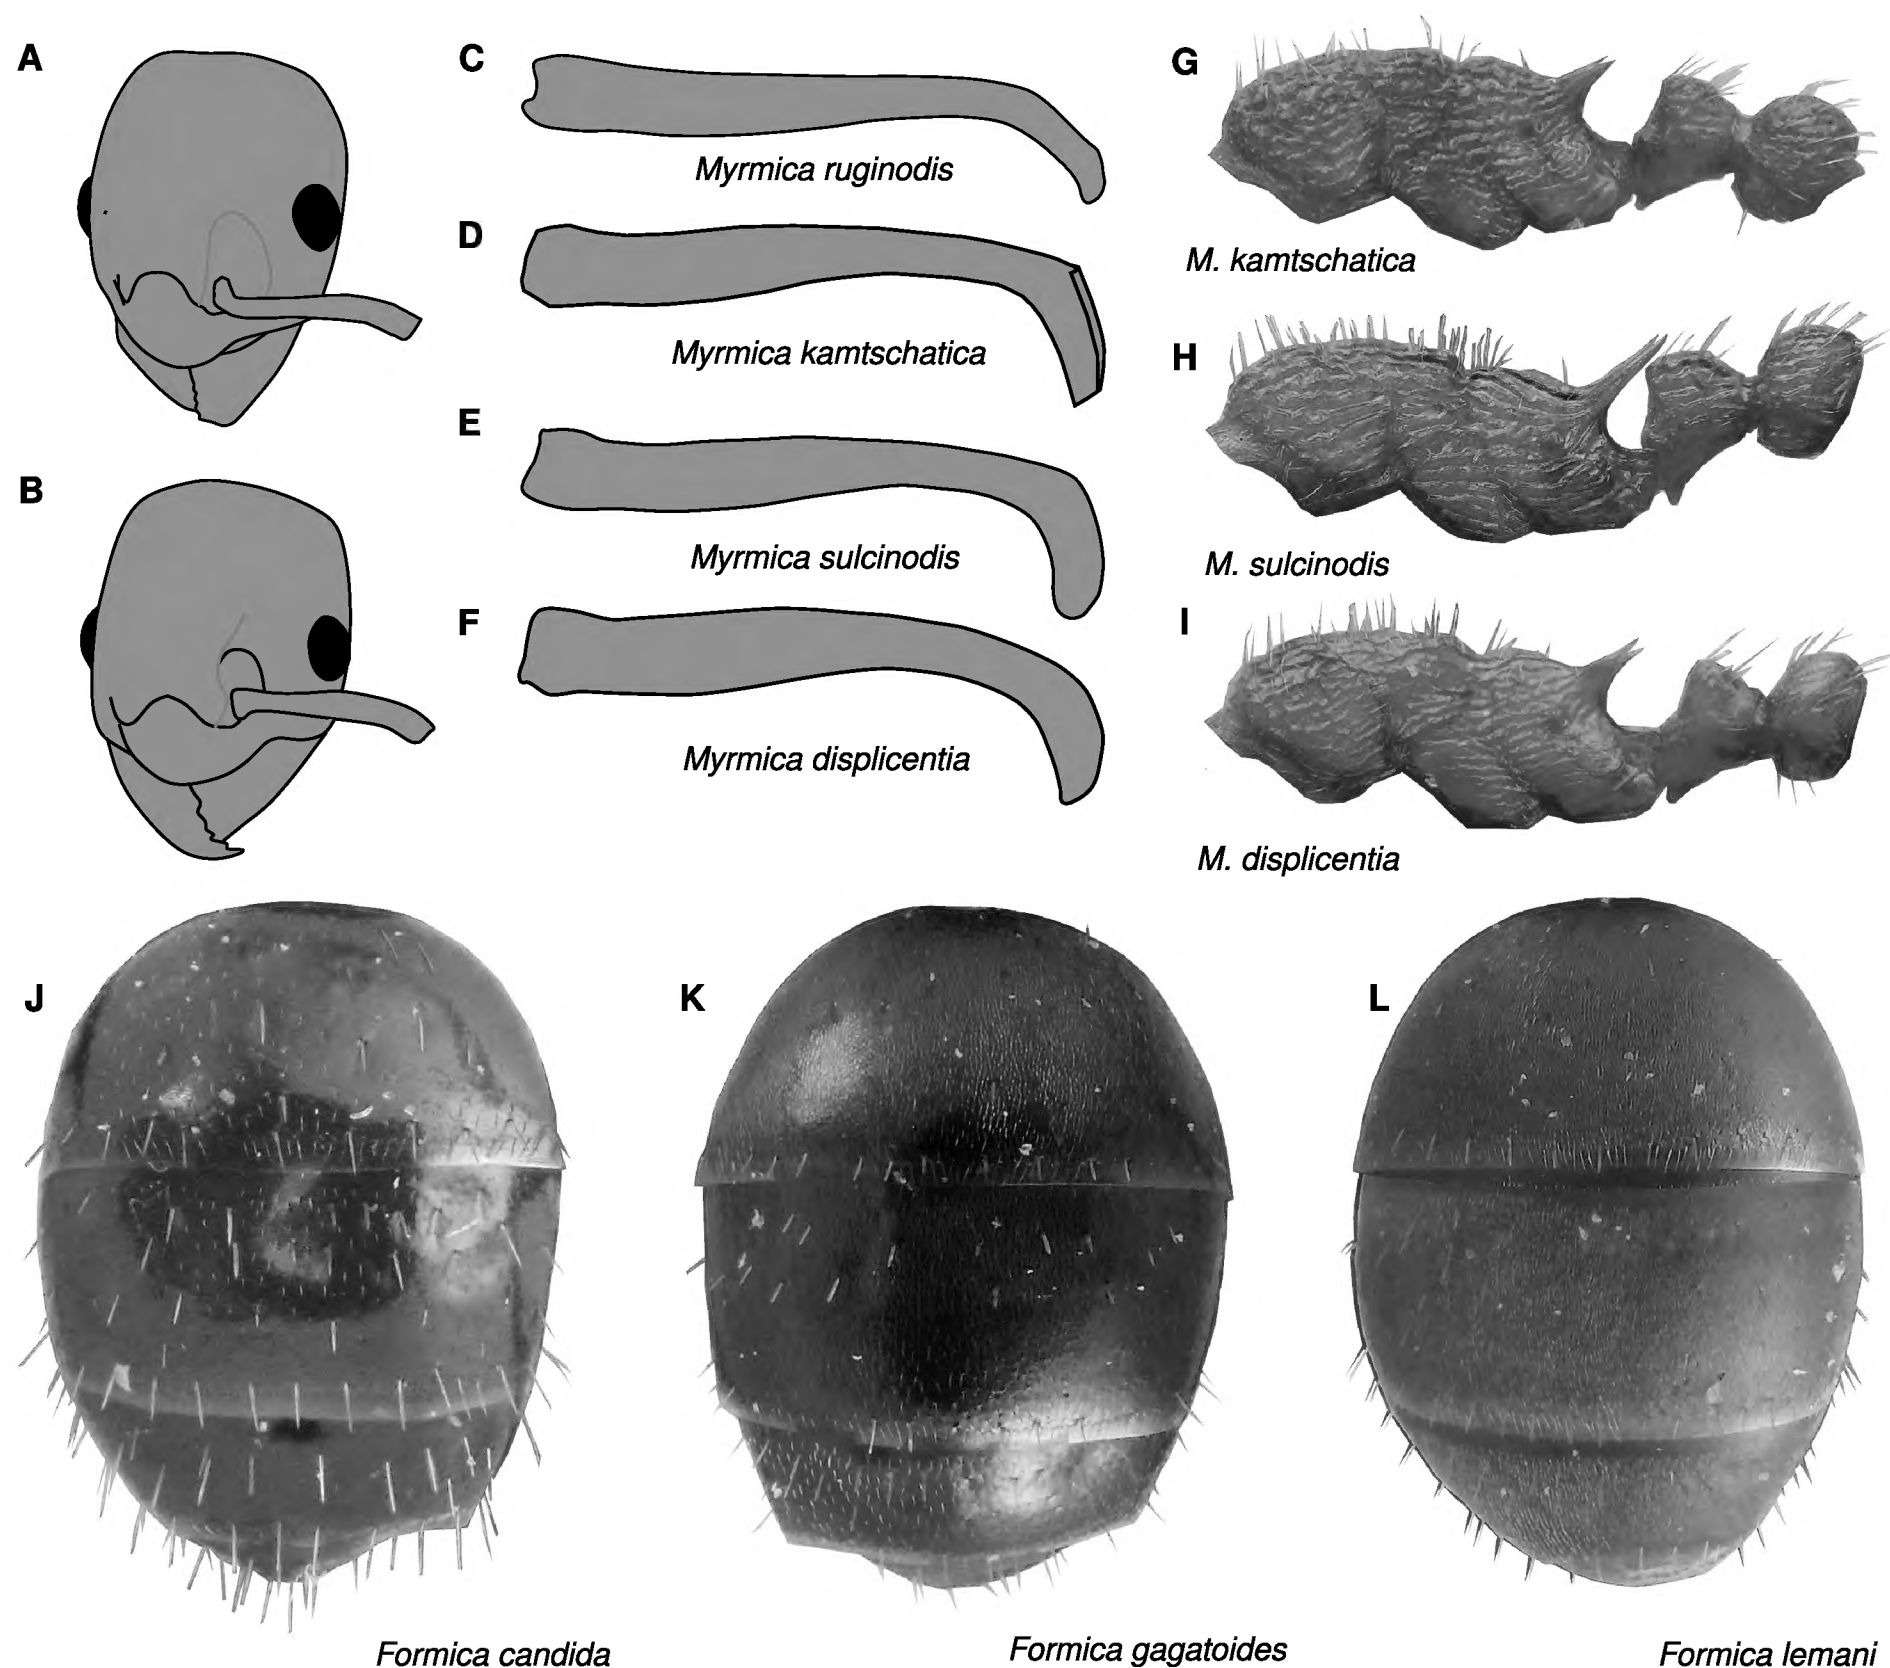 A
B
C
Myrmica ruginodis
D
Myrmica kamtschatica
E
Myrmica sulcinodis
F
Myrmica displicentia
G
M. kamtschatica
H
M. sulcinodis
I
M. displicentia
J
Formica candida
K
Formica gagatoides
L
Formica lemani